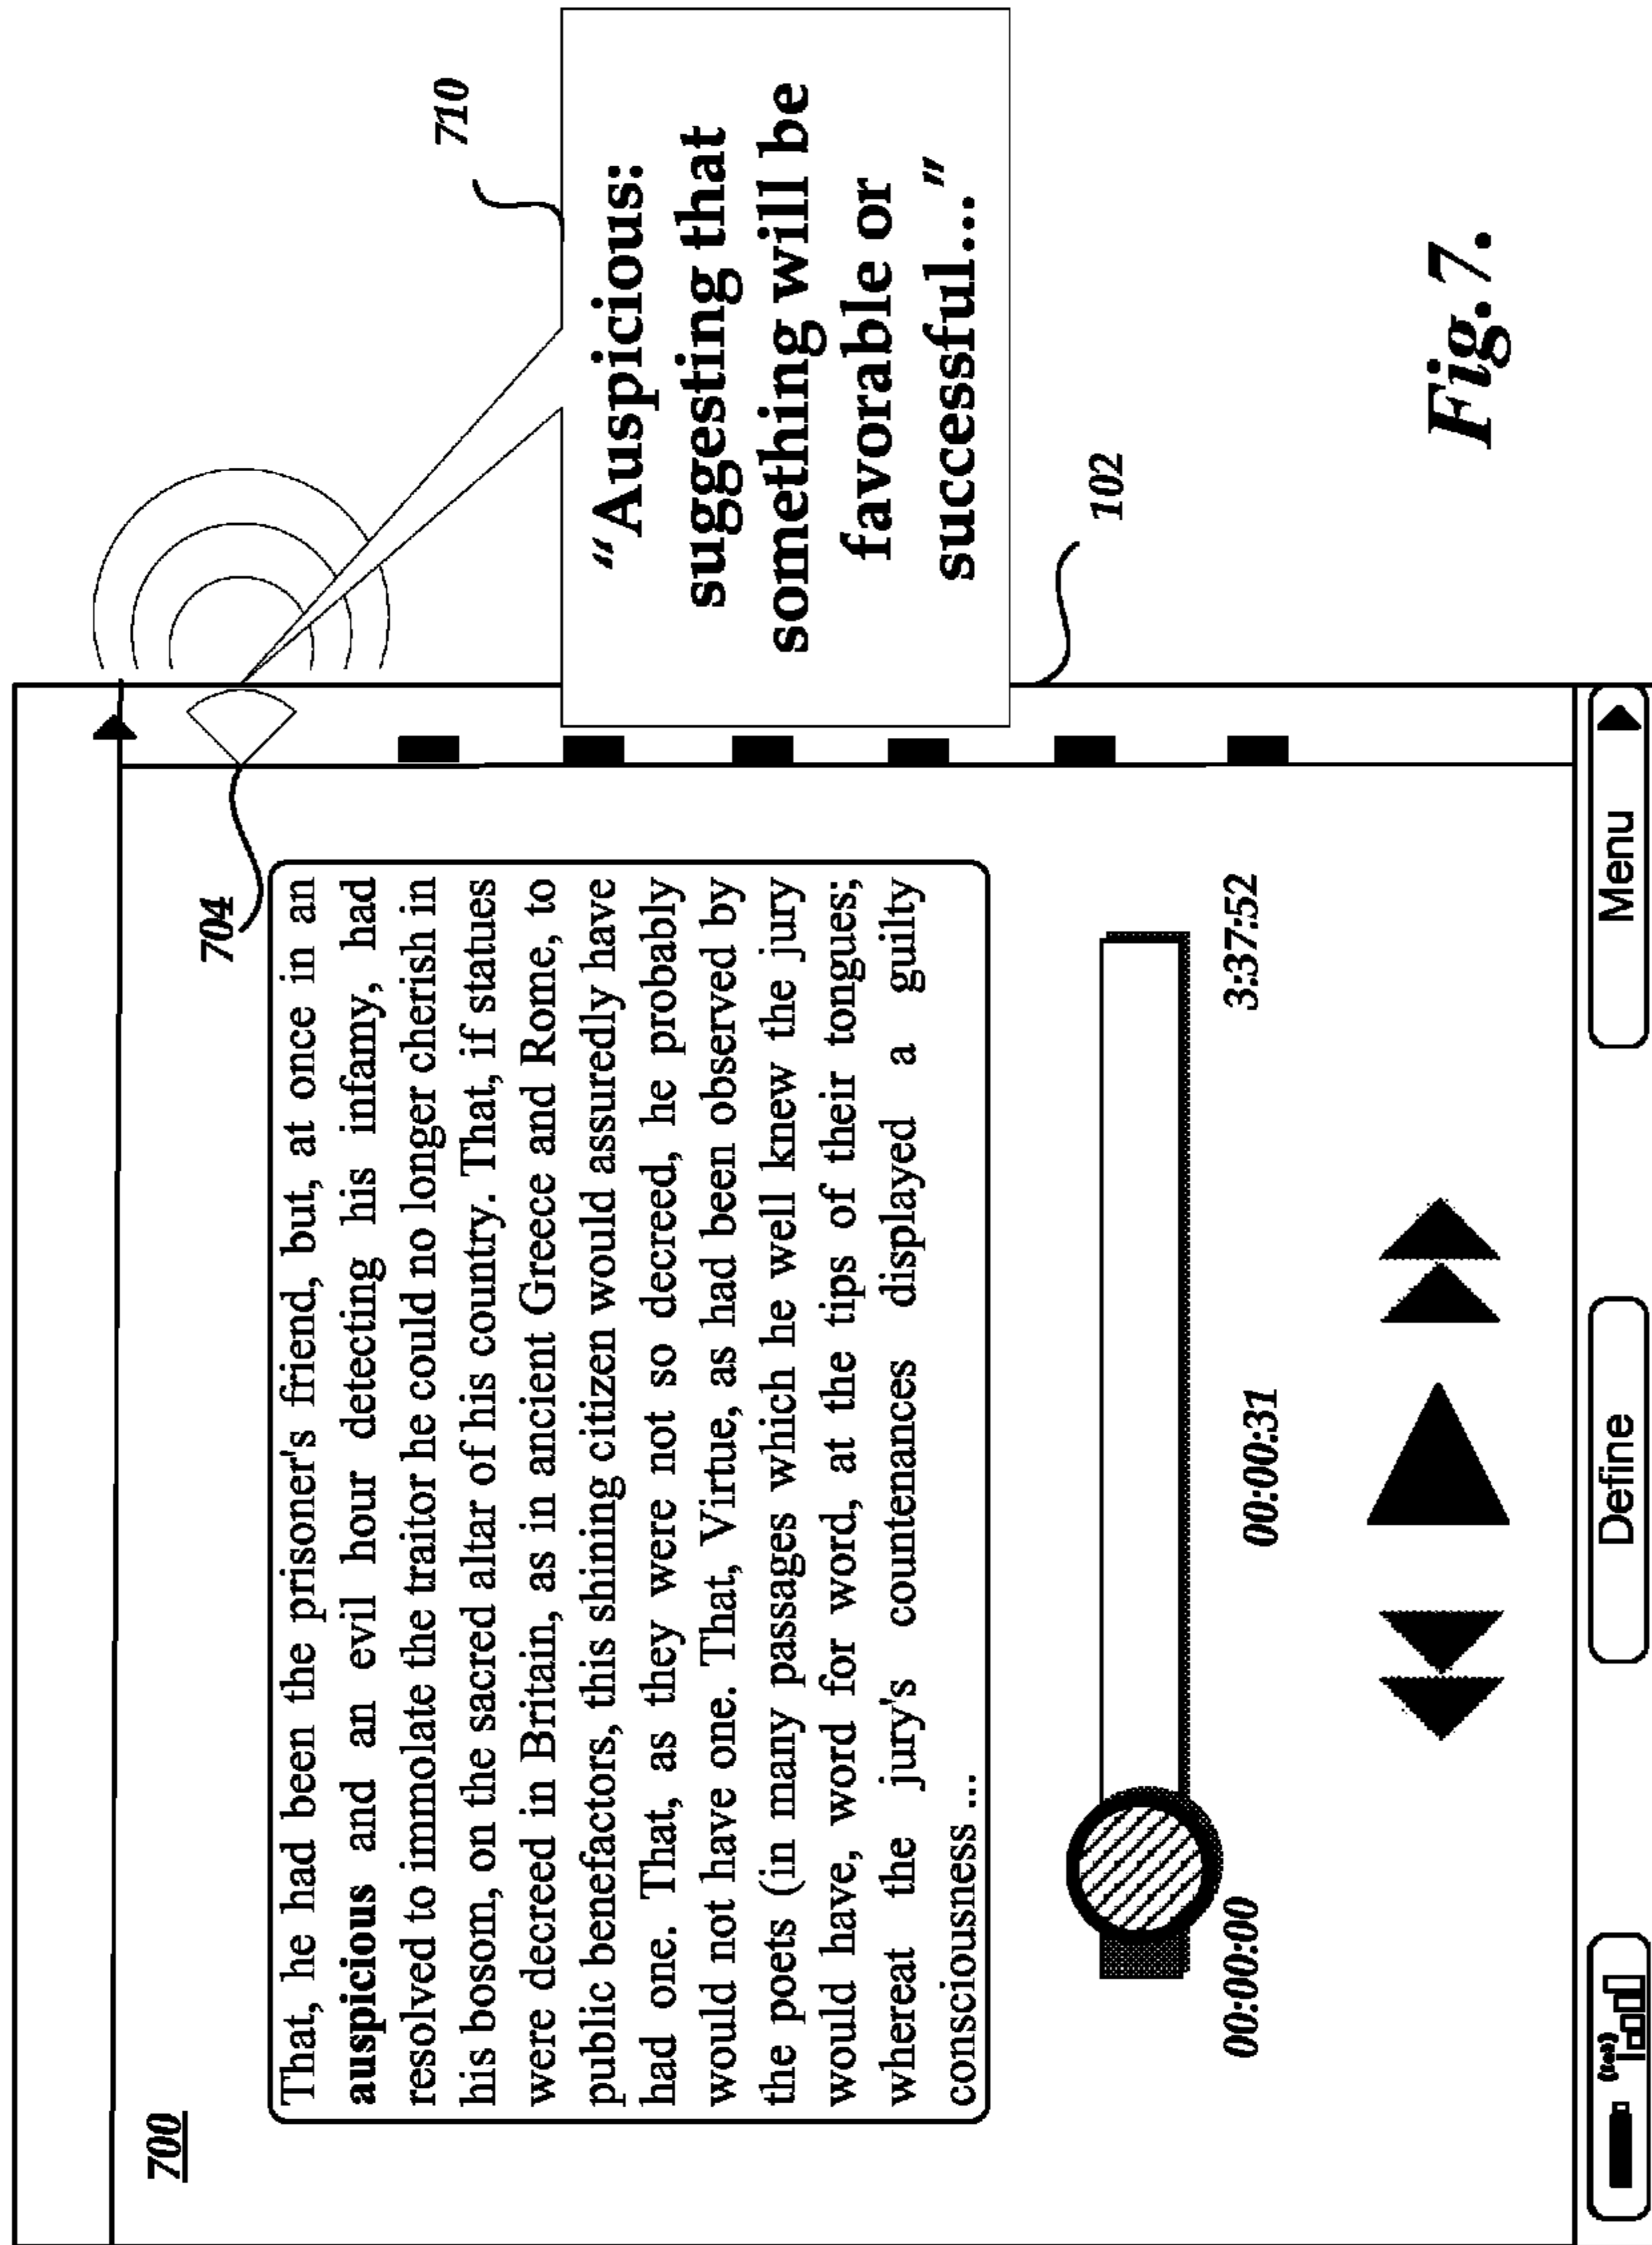 700
704
That, he had been the prisoner's friend, but, at once in an
auspicious and an evil hour detecting his infamy, had
resolved to immolate the traitor he could no longer cherish in
his bosom, on the sacred altar of his country. That, if statues
were decreed in Britain, as in ancient Greece and Rome, to
public benefactors, this shining citizen would assuredly have
had one. That, as they were not so decreed, he probably
would not have one. That, Virtue, as had been observed by
the poets (in many passages which he well knew the jury
would have, word for word, at the tips of their tongues;
whereat the jury's countenances displayed a guilty
consciousness ...
710
"Auspicious:
suggesting that
something will be
favorable or
successful..."
102
00:00:00
00:00:31
3:37:52
Define
Menu
Fig.7.